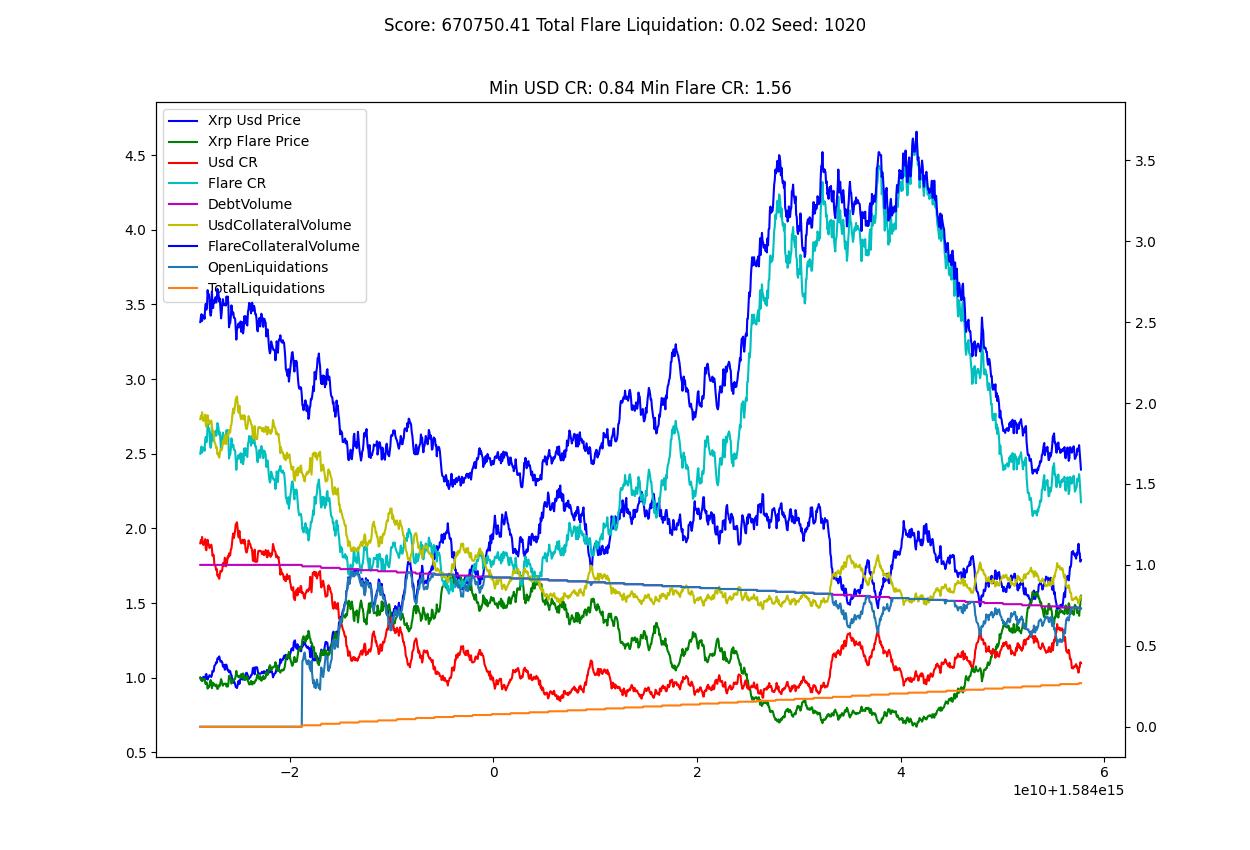 Score: 670750.41 Total Flare Liquidation: 0.02 Seed: 1020
Min USD CR: 0.84 Min Flare CR: 1.56
Xrp Usd Price
Xrp Flare Price
Usd CR
Flare CR
DebtVolume
UsdCollateralVolume
FlareCollateralVolume
OpenLiquidations
TotalLiquidations
4.5
4.0
3.5
3.0
2.5
2.0
1.5
1.0
0.5
3.5
3.0
2.5
2.0
1.5
1.0
0.5
0.0
−2 0 2 4 6
1e10+1.584e15